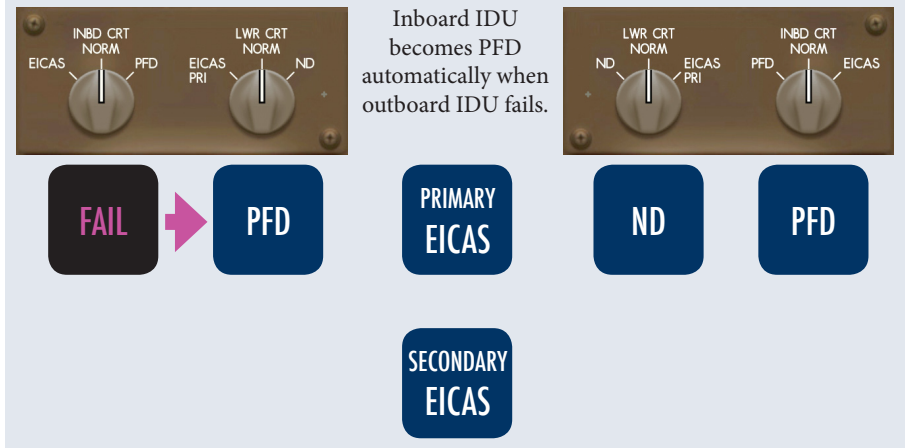 INBD CRT
NORM
EICAS
PFD
LWR CRT
NORM
EICAS
PRI
ND
Inboard IDU
becomes PFD
automatically when
outboard IDU fails.
LWR CRT
NORM
ND
EICAS
PRI
INBD CRT
NORM
PFD
EICAS
FAIL
PFD
PRIMARY
EICAS
ND
PFD
SECONDARY
EICAS